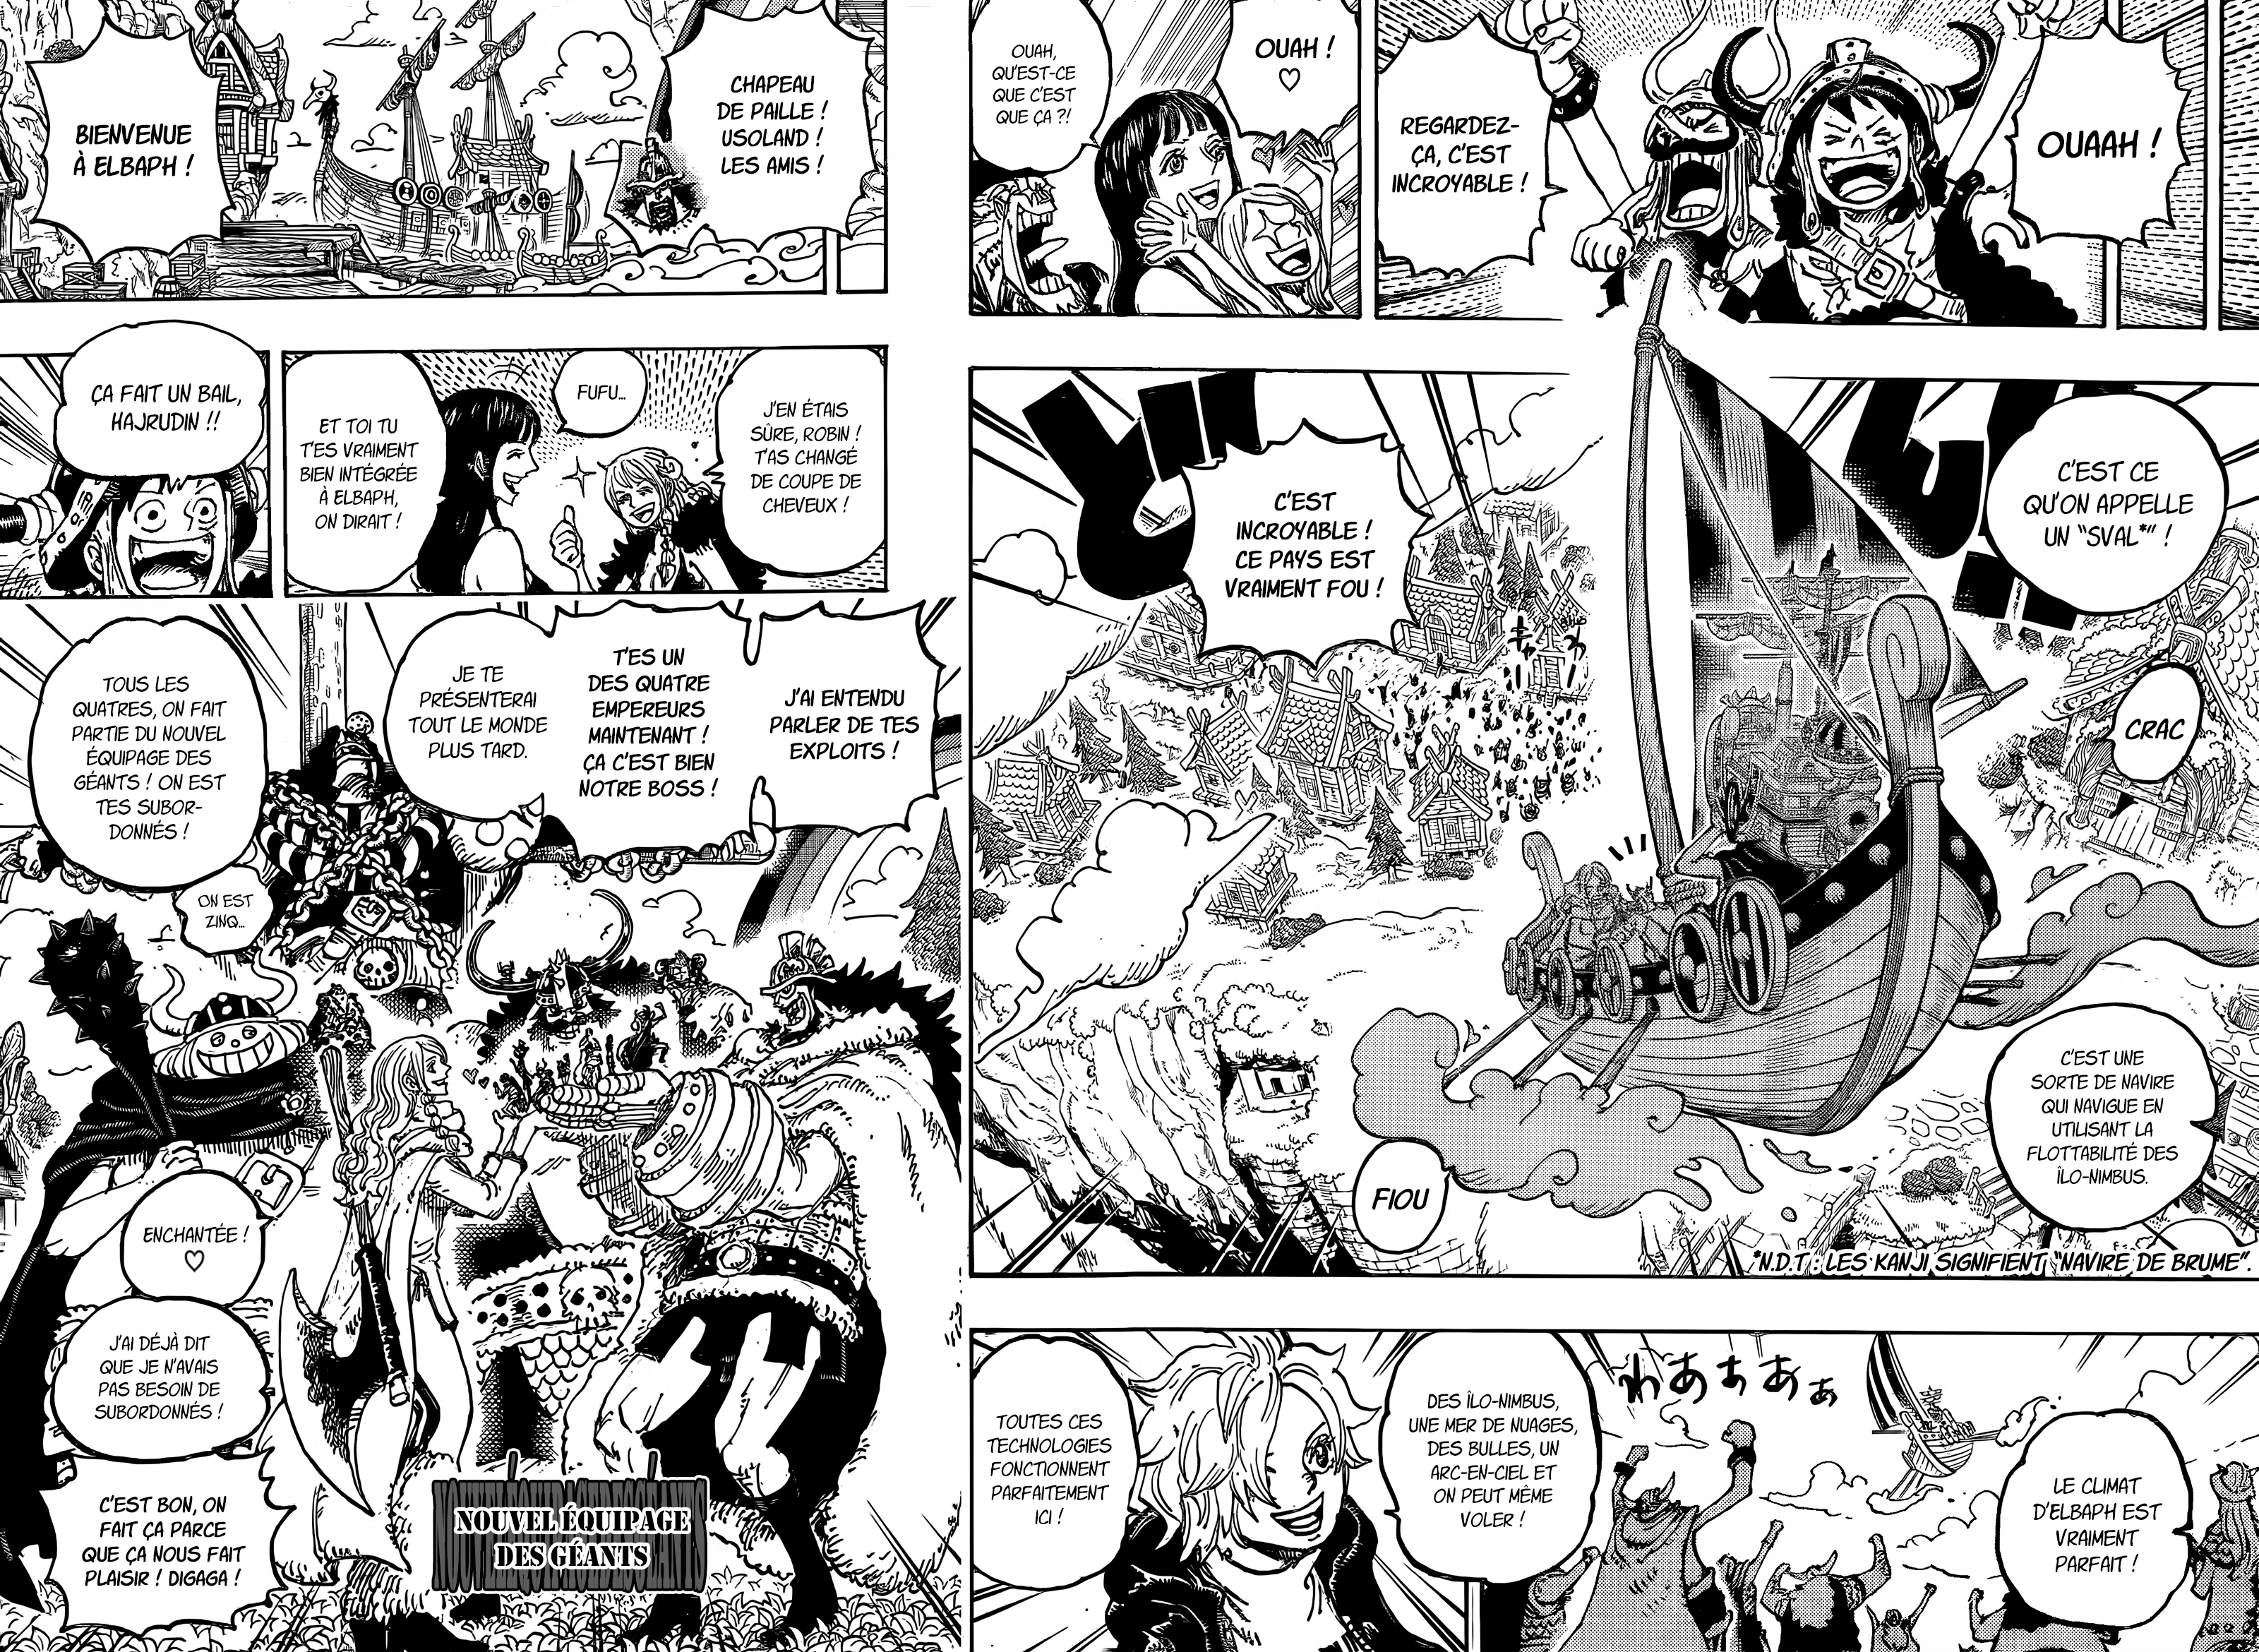 OUAAH !
REGARDEZ-
ÇA, C'EST
INCROYABLE !
OUAH !
♡
OUAH,
QU'EST-CE
QUE C'EST
QUE ÇA ?!
C'EST CE
QU'ON APPELLE
UN "SVAL*" !
C'EST
INCROYABLE !
CE PAYS EST
VRAIMENT FOU !
CRAC
C'EST UNE
SORTE DE NAVIRE
QUI NAVIGUE EN
UTILISANT LA
FLOTTABILITÉ DES
ÎLO-NIMBUS.
FIOU
*N.D.T : LES KANJI SIGNIFIENT "NAVIRE DE BRUME".
わあああぁ
LE CLIMAT
D'ELBAPH EST
VRAIMENT
PARFAIT !
DES ÎLO-NIMBUS,
UNE MER DE NUAGES,
DES BULLES, UN
ARC-EN-CIEL ET
ON PEUT MÊME
VOLER !
TOUTES CES
TECHNOLOGIES
FONCTIONNENT
PARFAITEMENT
ICI !
CHAPEAU
DE PAILLE !
USOLAND !
LES AMIS !
BIENVENUE
À ELBAPH !
J'EN ÉTAIS
SÛRE, ROBIN !
T'AS CHANGÉ
DE COUPE DE
CHEVEUX !
FUFU...
ET TOI TU
T'ES VRAIMENT
BIEN INTÉGRÉE
À ELBAPH,
ON DIRAIT !
ÇA FAIT UN BAIL,
HAJRUDIN !!
J'AI ENTENDU
PARLER DE TES
EXPLOITS !
T'ES UN
DES QUATRE
EMPEREURS
MAINTENANT !
ÇA C'EST BIEN
NOTRE BOSS !
JE TE
PRÉSENTERAI
TOUT LE MONDE
PLUS TARD.
TOUS LES
QUATRES, ON FAIT
PARTIE DU NOUVEL
ÉQUIPAGE DES
GÉANTS ! ON EST
TES SUBOR-
DONNÉS !
ON EST
ZINQ...
ENCHANTÉE !
♡
J'AI DÉJÀ DIT
QUE JE N'AVAIS
PAS BESOIN DE
SUBORDONNÉS !
C'EST BON, ON
FAIT ÇA PARCE
QUE ÇA NOUS FAIT
PLAISIR ! DIGAGA !
NOUVEL ÉQUIPAGE
DES GÉANTS